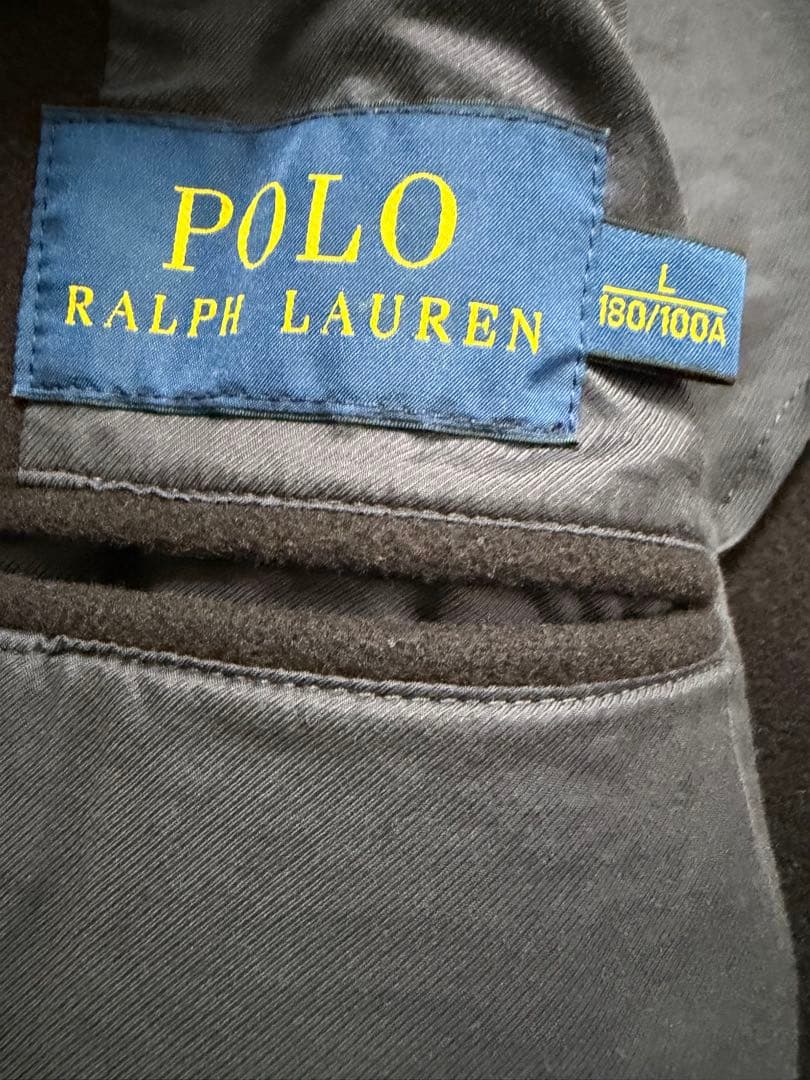 POLO
RALPH LAUREN
L
180/100A